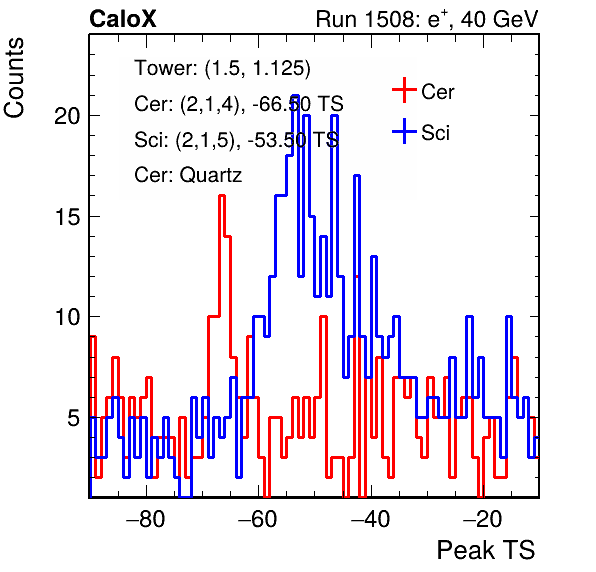 CaloX Run 1508: e⁺, 40 GeV
Counts
Tower: (1.5, 1.125)
Cer: (2,1,4), -66.50 TS
Sci: (2,1,5), -53.50 TS
Cer: Quartz
Cer
Sci
20
15
10
5
−80 −60 −40 −20
Peak TS